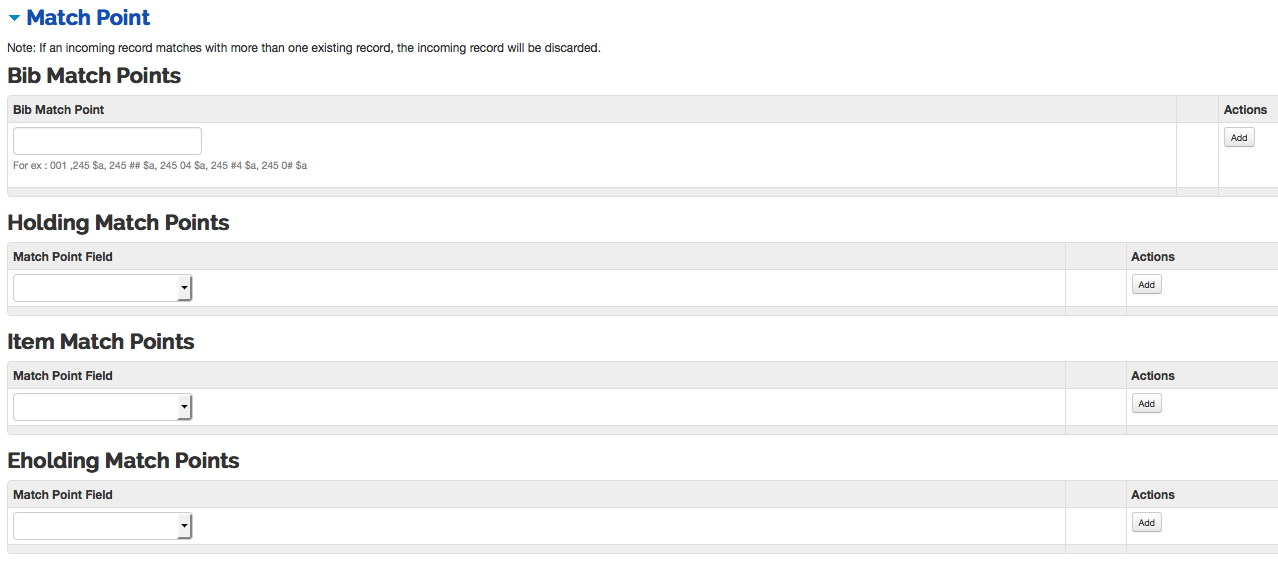 Match Point
Note: If an incoming record matches with more than one existing record, the incoming record will be discarded.
Bib Match Points
Bib Match Point Actions
Add
For ex : 001 ,245 $a, 245 ## $a, 245 04 $a, 245 #4 $a, 245 0# $a
Holding Match Points
Match Point Field Actions
Add
Item Match Points
Match Point Field Actions
Add
Eholding Match Points
Match Point Field Actions
Add